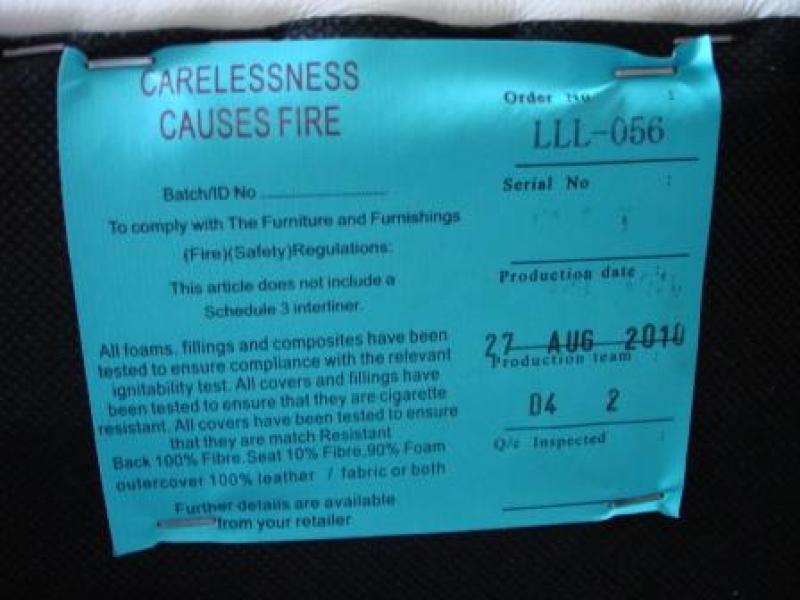 CARELESSNESS
CAUSES FIRE
Batch/ID No
To comply with The Furniture and Furnishings
(Fire)(Safety)Regulations:
This article does not include a
Schedule 3 interliner.
All foams, fillings and composites have been
tested to ensure compliance with the relevant
ignitability test. All covers and fillings have
been tested to ensure that they are cigarette
resistant. All covers have been tested to ensure
that they are match Resistant
Back 100% Fibre.Seat 10% Fibre,90% Foam
outercover 100% leather / fabric or both
Further details are available
from your retailer
Order No :
LLL-056
Serial No :
Production date :
27 AUG 2010
Production team :
04 2
Q/c Inspected :